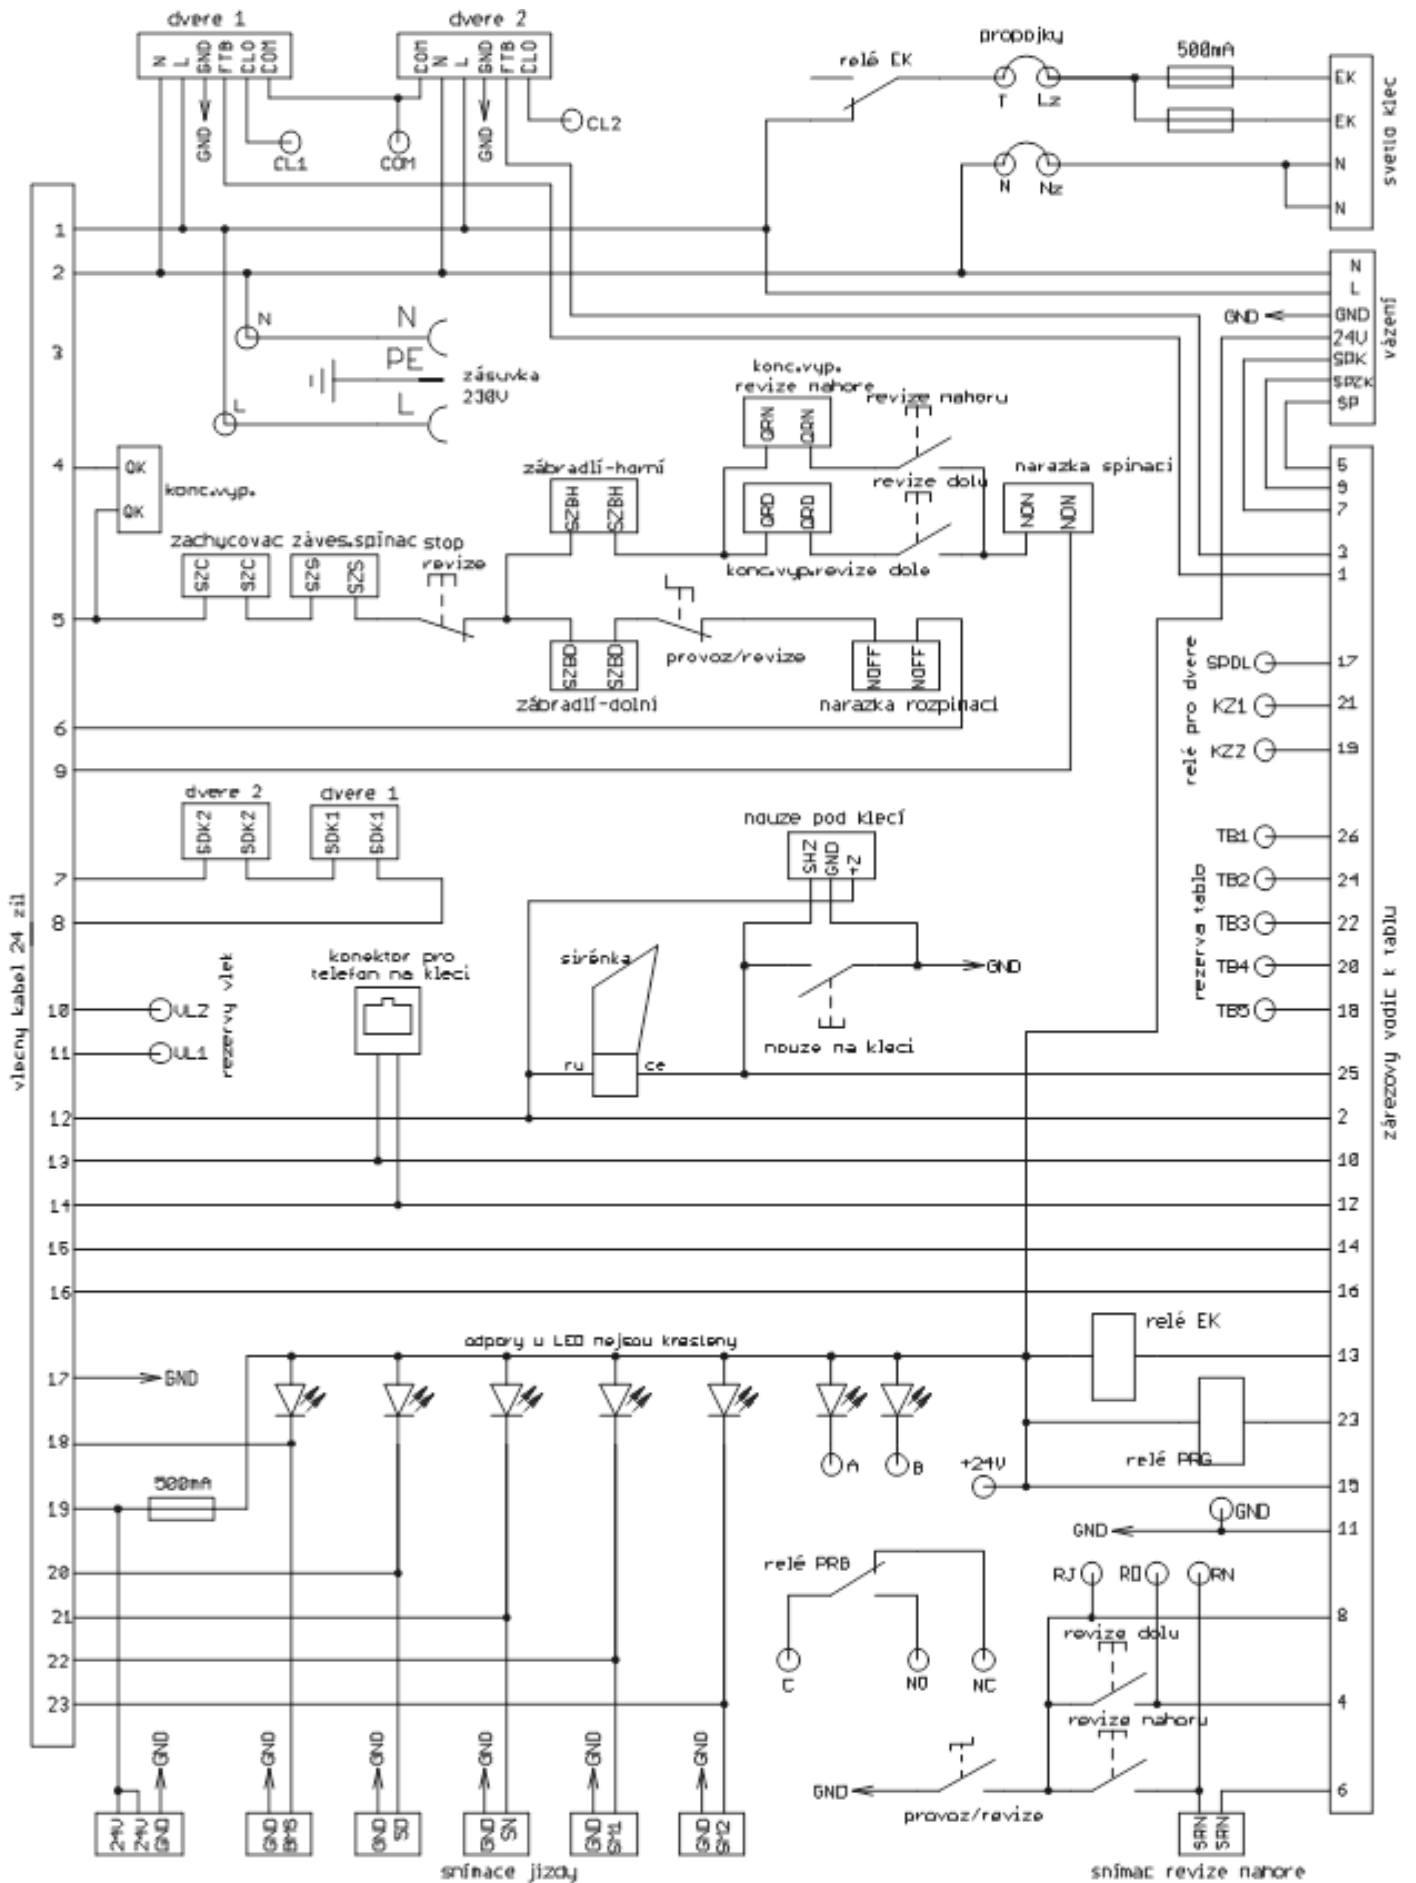 dvere 1
dvere 2
N L GND FTB CLO COM
COM N L GND FTB CLO
GND
CL1
COM
GND
CL2
relé EK
propojky
T Lz
500mA
N Nz
EK
EK
N
N
svetlo klec
1
2
3
4
5
6
9
7
8
10
11
12
13
14
15
16
17
18
19
20
21
22
23
vlecny kabel 24 zil
N
N
PE
L
L
zásuvka
230V
N
L
GND
GND
24V
SPK
SPZK
SP
vázení
QK
QK
konc.vyp.
zachycovac
SZC SZC
záves.spínac
SZS SZS
stop
revize
zábradlí-horní
SZBH SZBH
SZBD SZBD
zábradlí-dolní
konc.vyp.
revize nahore
QRN QRN
revize nahoru
QRD QRD
revize dolu
konc.vyp.revize dole
narazka spinaci
NON NON
provoz/revize
NOFF NOFF
narazka rozpinaci
5
9
7
3
1
SPDL
17
KZ1
21
KZ2
19
relé pro dvere
TB1
26
TB2
24
TB3
22
TB4
20
TB5
18
rezerva tablo
25
2
10
12
14
16
13
23
15
11
8
4
6
zárezovy vodic k tablu
dvere 2
SDK2 SDK2
dvere 1
SDK1 SDK1
VL2
VL1
rezervy vlek
konektor pro
telefon na kleci
nouze pod klecí
SHZ GND +Z
sirénka
ru
ce
GND
nouze na kleci
odpory u LED nejsou kresleny
GND
500mA
A
B
+24V
relé EK
relé PRG
GND
GND
relé PRB
C
NO
NC
RJ
RD
RN
revize dolu
revize nahoru
GND
provoz/revize
SRN SRN
snímac revize nahore
GND
GND
GND
GND
GND
GND
24V 24V GND
GND BMS
GND SD
GND SN
GND SM1
GND SM2
snímace jízdy